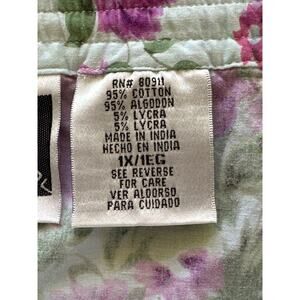 RN# 80911
95% COTTON
95% ALGODON
5% LYCRA
5% LYCRA
MADE IN INDIA
HECHO EN INDIA
1X/1EG
SEE REVERSE
FOR CARE
VER ALDORSO
PARA CUIDADO